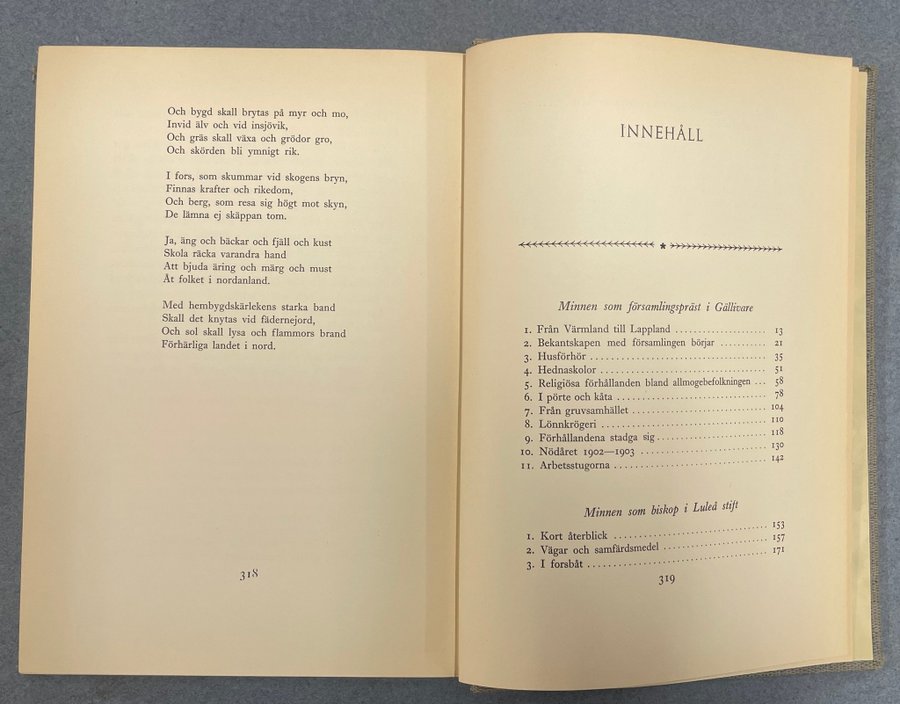 Och bygd skall brytas på myr och mo,
Invid älv och vid insjövik,
Och gräs skall växa och grödor gro,
Och skörden bli ymnigt rik.
I fors, som skummar vid skogens bryn,
Finnas krafter och rikedom,
Och berg, som resa sig högt mot skyn,
De lämna ej skäppan tom.
Ja, äng och bäckar och fjäll och kust
Skola räcka varandra hand
Att bjuda äring och märg och must
Åt folket i nordanland.
Med hembygdskärlekens starka band
Skall det knytas vid fädernejord,
Och sol skall lysa och flammors brand
Förhärliga landet i nord.
318
INNEHÅLL
Minnen som församlingspräst i Gällivare
1. Från Värmland till Lappland 13
2. Bekantskapen med församlingen börjar 21
3. Husförhör 35
4. Hednaskolor 51
5. Religiösa förhållanden bland allmogebefolkningen 58
6. I pörte och kåta 78
7. Från gruvsamhället 104
8. Lönnkrögeri 110
9. Förhållandena stadga sig 118
10. Nödåret 1902—1903 130
11. Arbetsstugorna 142
Minnen som biskop i Luleå stift
1. Kort återblick 153
2. Vägar och samfärdsmedel 157
3. I forsbåt 171
319